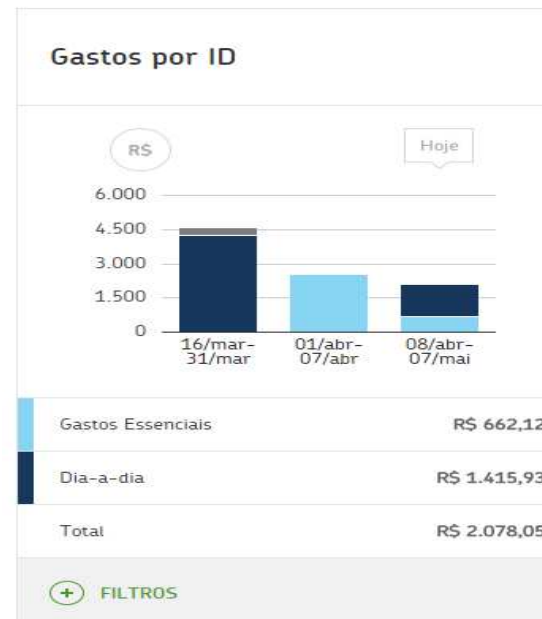 Gastos por ID
R$
Hoje
6.000
4.500
3.000
1.500
0
16/mar-
31/mar
01/abr-
07/abr
08/abr-
07/mai
Gastos Essenciais R$ 662,12
Dia-a-dia R$ 1.415,93
Total R$ 2.078,05
+ FILTROS